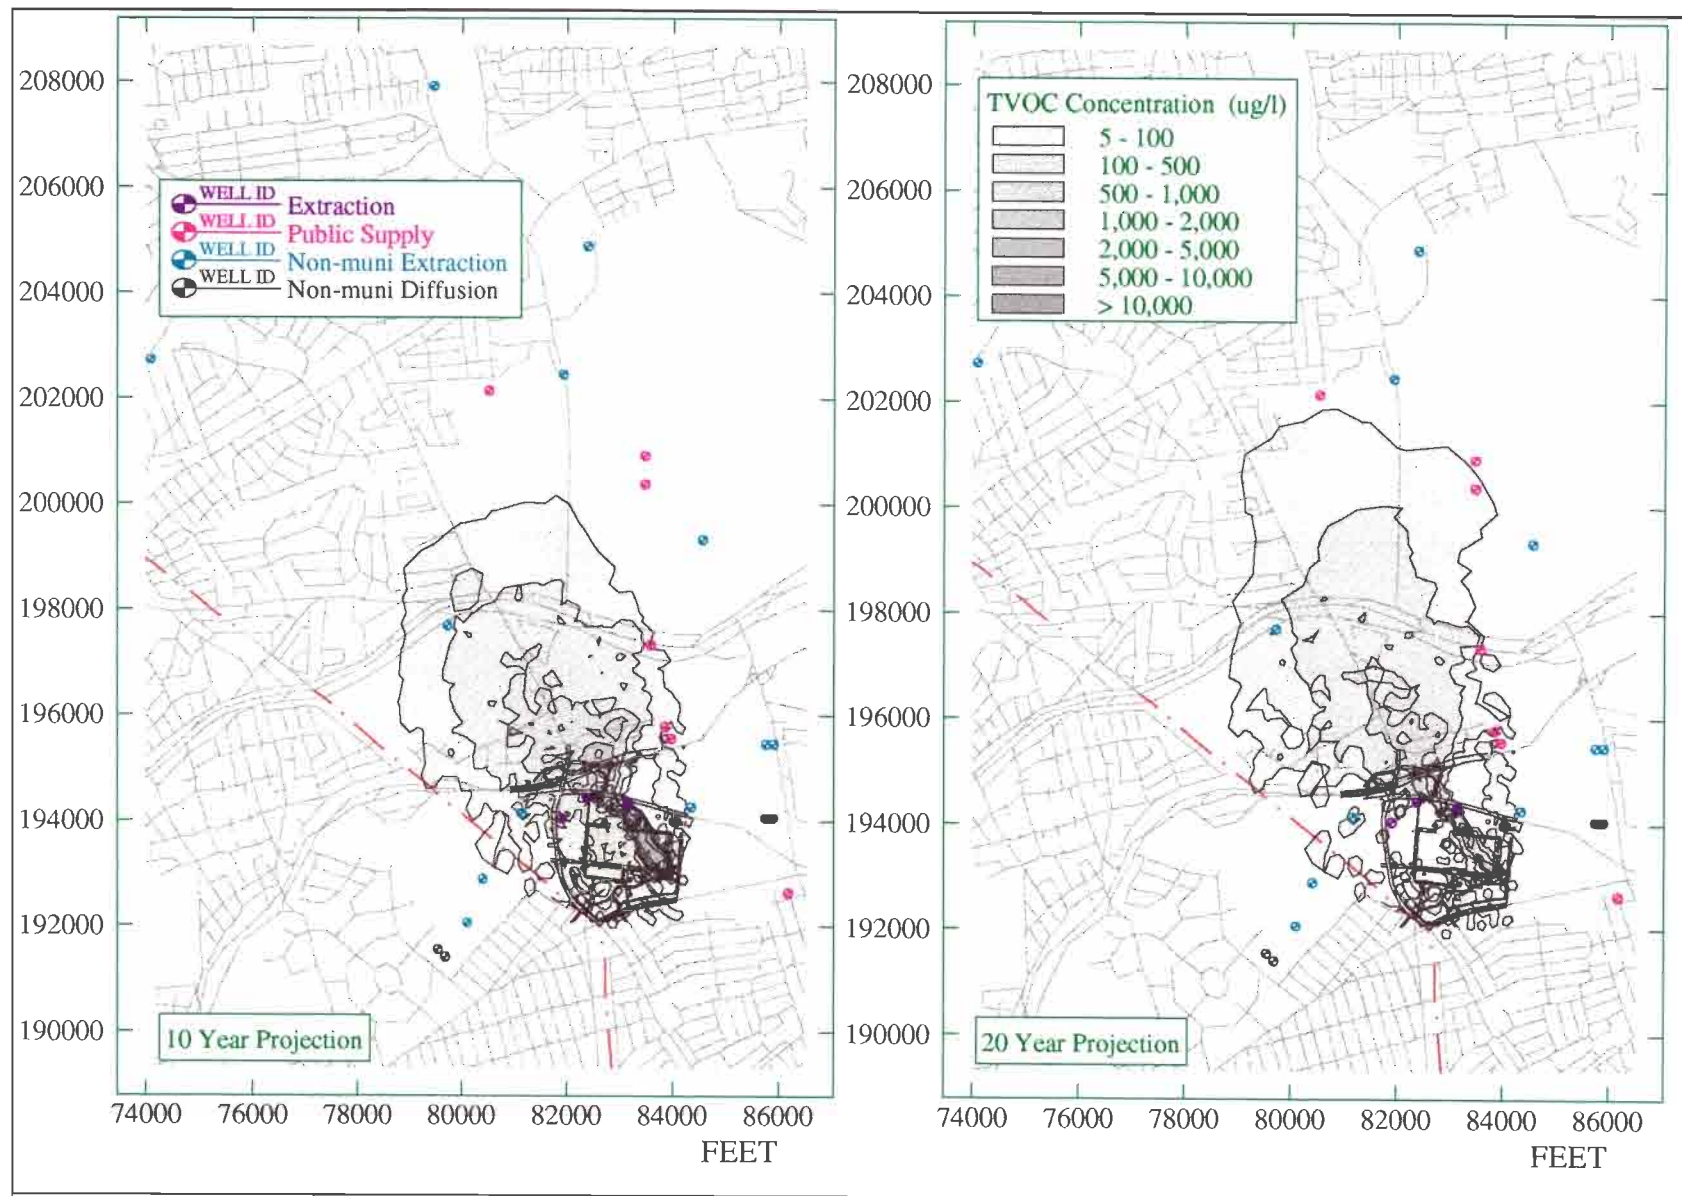 208000
206000
204000
202000
200000
198000
196000
194000
192000
190000
WELL ID Extraction
WELL ID Public Supply
WELL ID Non-muni Extraction
WELL ID Non-muni Diffusion
10 Year Projection
74000 76000 78000 80000 82000 84000 86000
FEET
208000
206000
204000
202000
200000
198000
196000
194000
192000
190000
TVOC Concentration (ug/l)
5 - 100
100 - 500
500 - 1,000
1,000 - 2,000
2,000 - 5,000
5,000 - 10,000
> 10,000
20 Year Projection
74000 76000 78000 80000 82000 84000 86000
FEET